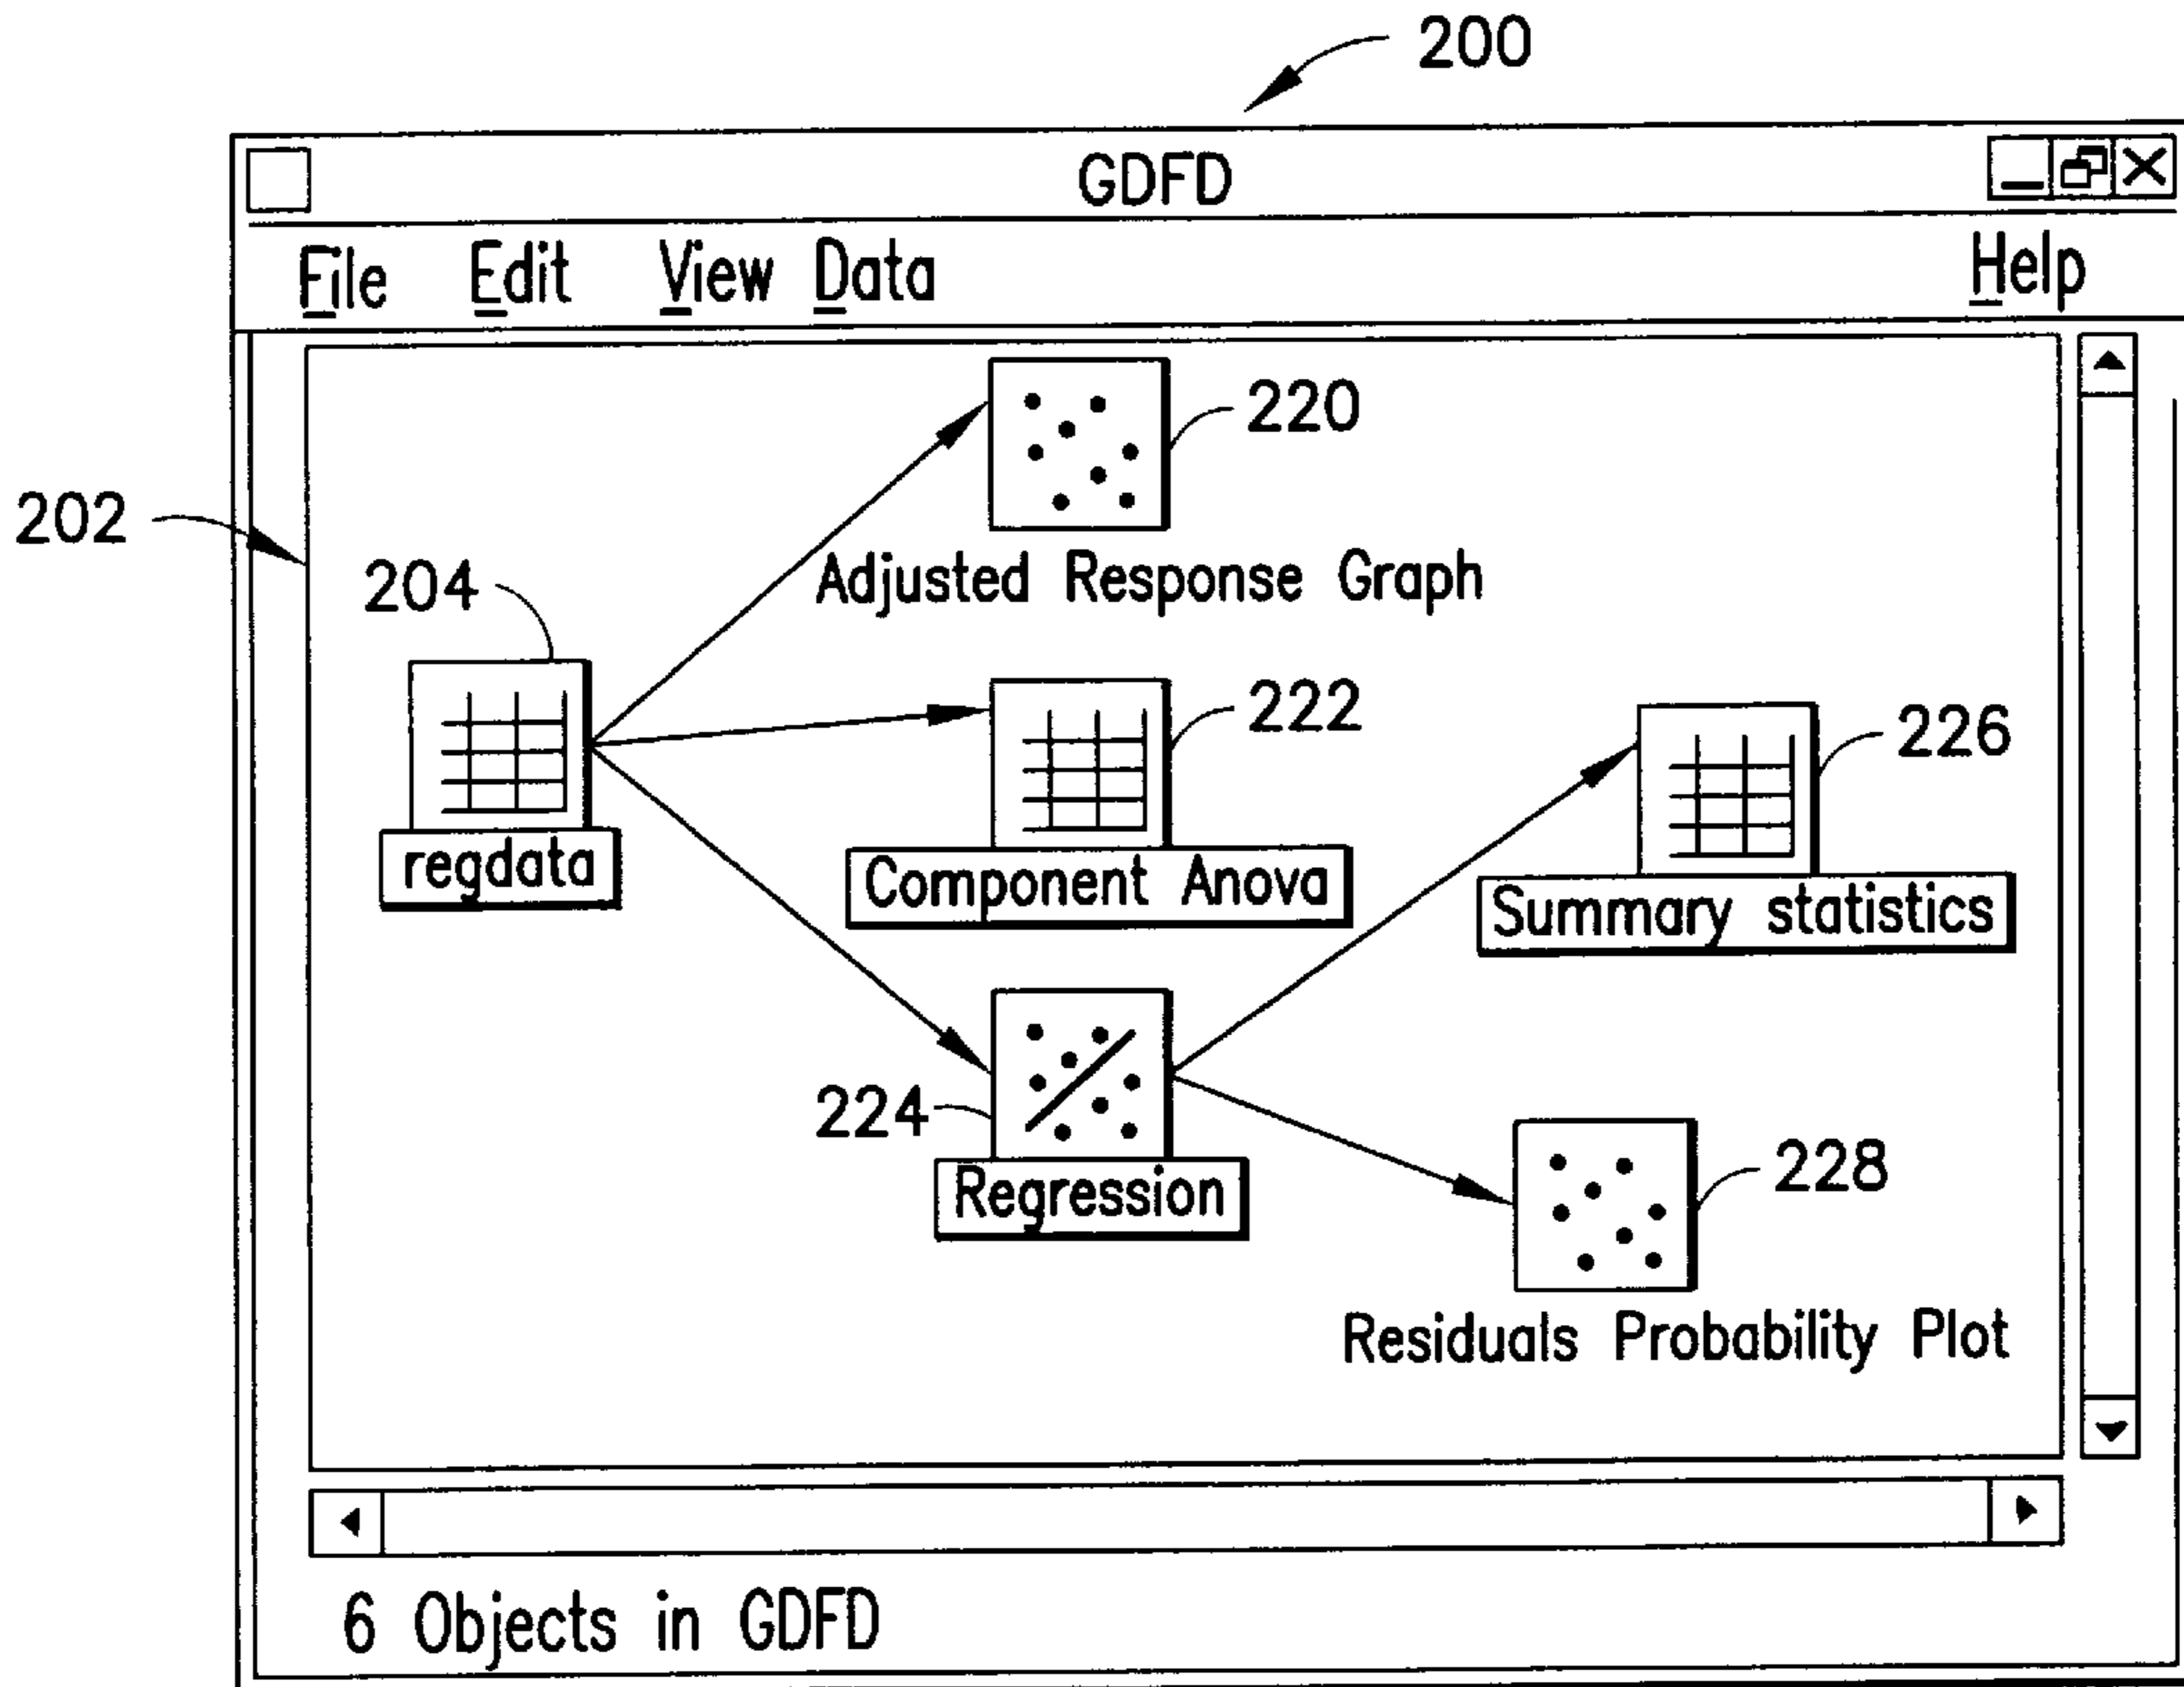 200
GDFD
File Edit View Data Help
220
202
Adjusted Response Graph
204
222
226
regdata
Component Anova
Summary statistics
224
Regression
228
Residuals Probability Plot
6 Objects in GDFD